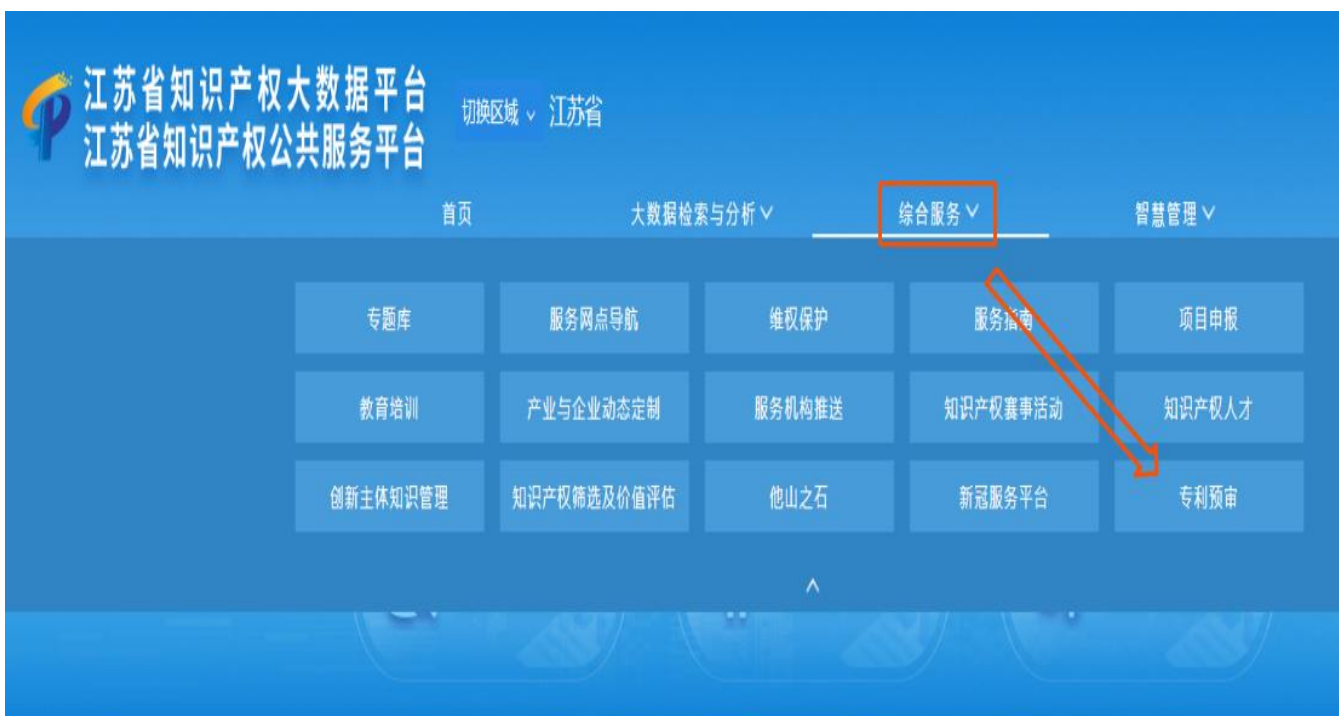 江苏省知识产权大数据平台
江苏省知识产权公共服务平台
切换区域 江苏省
首页 大数据检索与分析 综合服务 智慧管理
专题库 服务网点导航 维权保护 服务指南 项目申报
教育培训 产业与企业动态定制 服务机构推送 知识产权赛事活动 知识产权人才
创新主体知识管理 知识产权筛选及价值评估 他山之石 新冠服务平台 专利预审